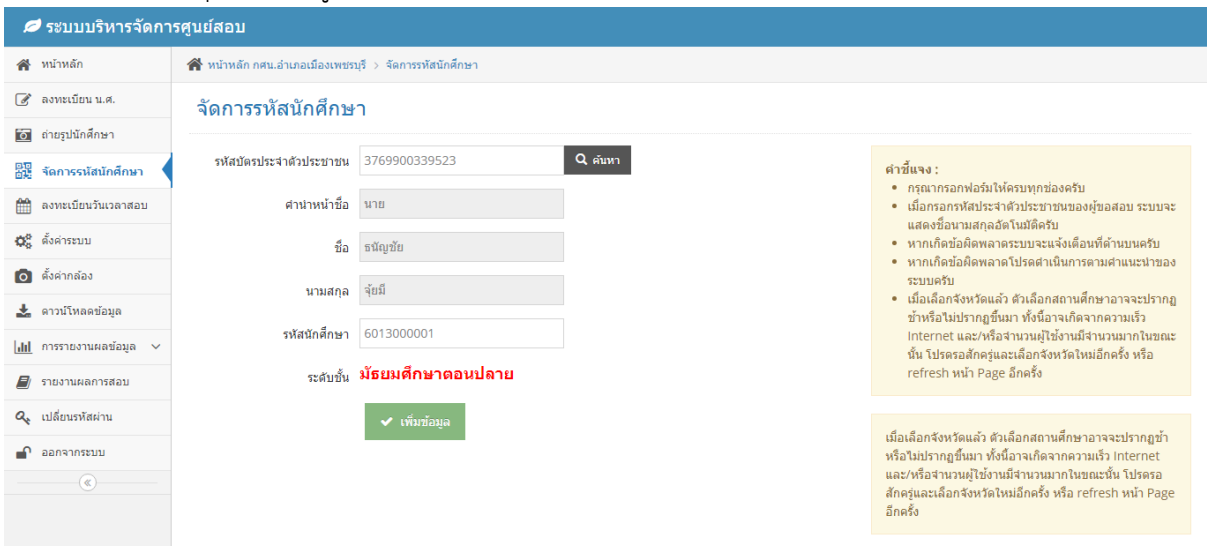 ระบบบริหารจัดการศูนย์สอบ
หน้าหลัก
ลงทะเบียน น.ศ.
ถ่ายรูปนักศึกษา
จัดการรหัสนักศึกษา
ลงทะเบียนวันเวลาสอบ
ตั้งค่าระบบ
ตั้งค่ากล้อง
ดาวน์โหลดข้อมูล
การรายงานผลข้อมูล
รายงานผลการสอบ
เปลี่ยนรหัสผ่าน
ออกจากระบบ
หน้าหลัก กศน.อำเภอเมืองเพชรบุรี > จัดการรหัสนักศึกษา
จัดการรหัสนักศึกษา
รหัสบัตรประจำตัวประชาชน 3769900339523 ค้นหา
คำนำหน้าชื่อ นาย
ชื่อ ธนัญชัย
นามสกุล จุ้ยมี
รหัสนักศึกษา 6013000001
ระดับชั้น มัธยมศึกษาตอนปลาย
เพิ่มข้อมูล
คำชี้แจง :
กรุณากรอกฟอร์มให้ครบทุกช่องครับ
เมื่อกรอกรหัสประจำตัวประชาชนของผู้ขอสอบ ระบบจะ
แสดงชื่อนามสกุลอัตโนมัติครับ
หากเกิดข้อผิดพลาดระบบจะแจ้งเตือนที่ด้านบนครับ
หากเกิดข้อผิดพลาดโปรดดำเนินการตามคำแนะนำของ
ระบบครับ
เมื่อเลือกจังหวัดแล้ว ตัวเลือกสถานศึกษาอาจจะปรากฏ
ช้าหรือไม่ปรากฏขึ้นมา ทั้งนี้อาจเกิดจากความเร็ว
Internet และ/หรือจำนวนผู้ใช้งานมีจำนวนมากในขณะ
นั้น โปรดรอสักครู่และเลือกจังหวัดใหม่อีกครั้ง หรือ
refresh หน้า Page อีกครั้ง
เมื่อเลือกจังหวัดแล้ว ตัวเลือกสถานศึกษาอาจจะปรากฏช้า
หรือไม่ปรากฏขึ้นมา ทั้งนี้อาจเกิดจากความเร็ว Internet
และ/หรือจำนวนผู้ใช้งานมีจำนวนมากในขณะนั้น โปรดรอ
สักครู่และเลือกจังหวัดใหม่อีกครั้ง หรือ refresh หน้า Page
อีกครั้ง